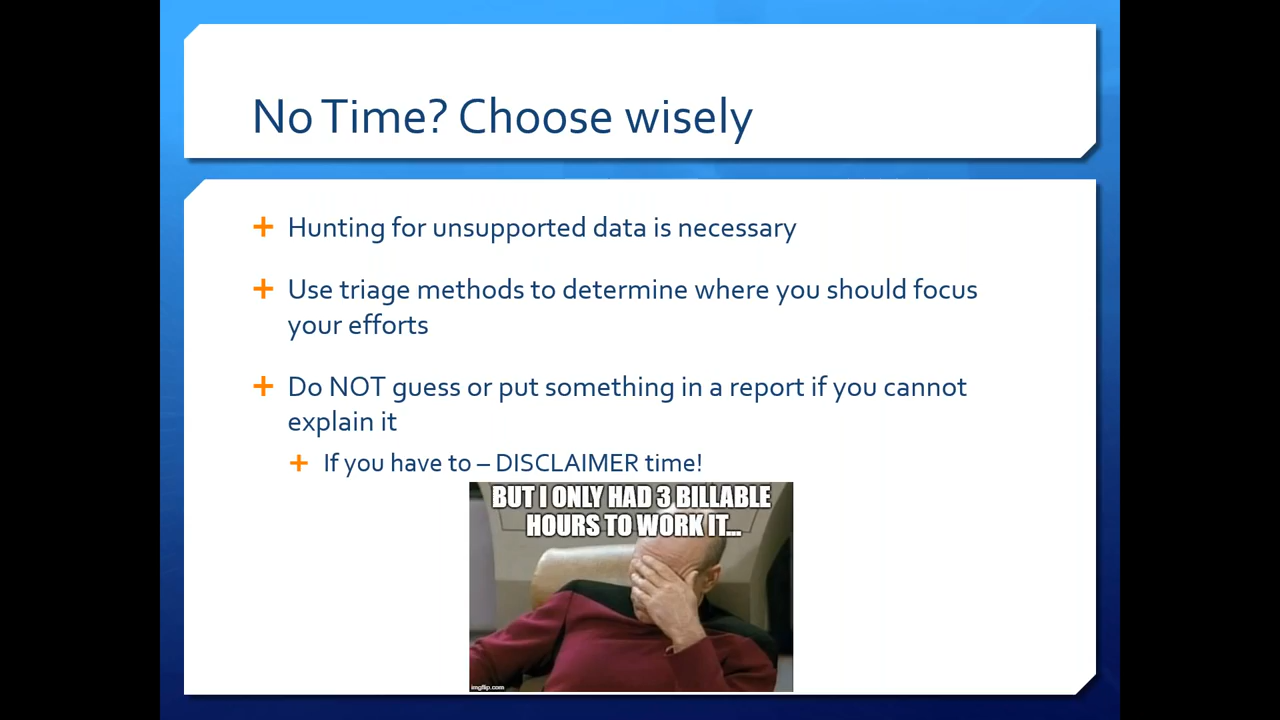 No Time? Choose wisely
Hunting for unsupported data is necessary
Use triage methods to determine where you should focus
your efforts
Do NOT guess or put something in a report if you cannot
explain it
If you have to – DISCLAIMER time!
BUT I ONLY HAD 3 BILLABLE
HOURS TO WORK IT...
imgflip.com